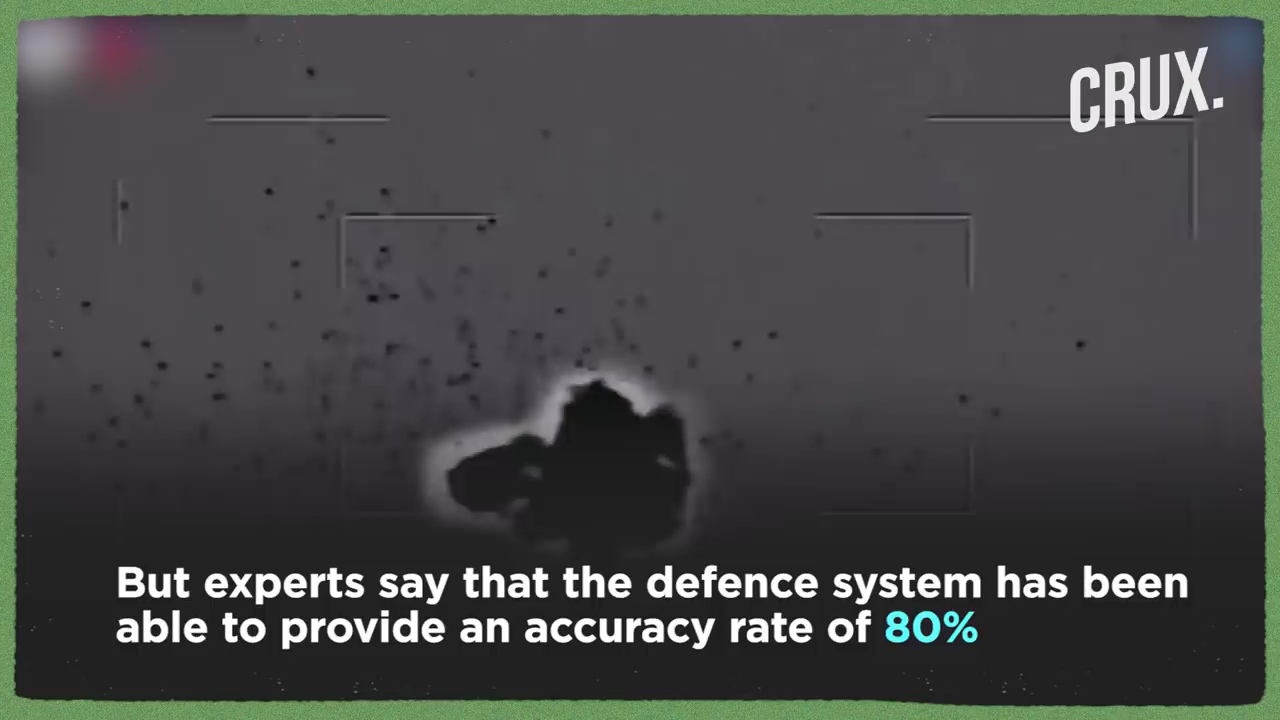 CRUX.
But experts say that the defence system has been
able to provide an accuracy rate of 80%